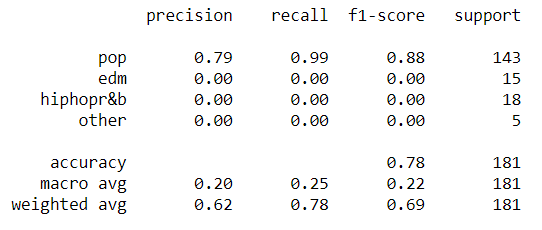 precision recall f1-score support
pop 0.79 0.99 0.88 143
edm 0.00 0.00 0.00 15
hiphopr&b 0.00 0.00 0.00 18
other 0.00 0.00 0.00 5
accuracy 0.78 181
macro avg 0.20 0.25 0.22 181
weighted avg 0.62 0.78 0.69 181